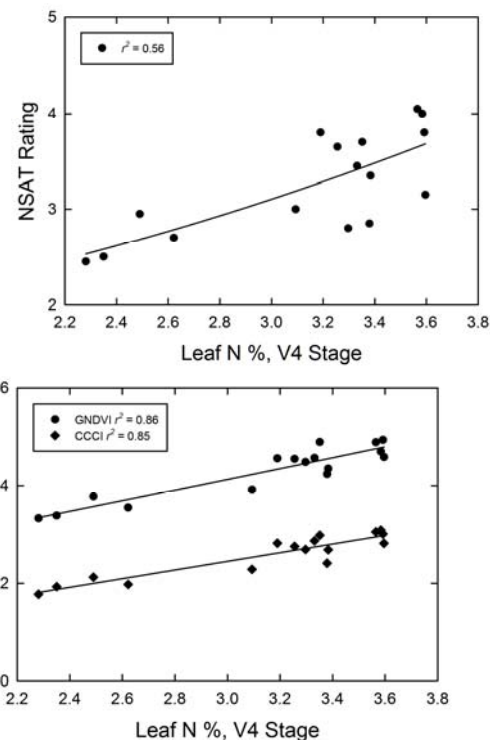 5
r² = 0.56
4
NSAT Rating
3
2
2.2 2.4 2.6 2.8 3.0 3.2 3.4 3.6 3.8
Leaf N %, V4 Stage
6
GNDVI r² = 0.86
CCCI r² = 0.85
4
2
0
2.2 2.4 2.6 2.8 3.0 3.2 3.4 3.6 3.8
Leaf N %, V4 Stage